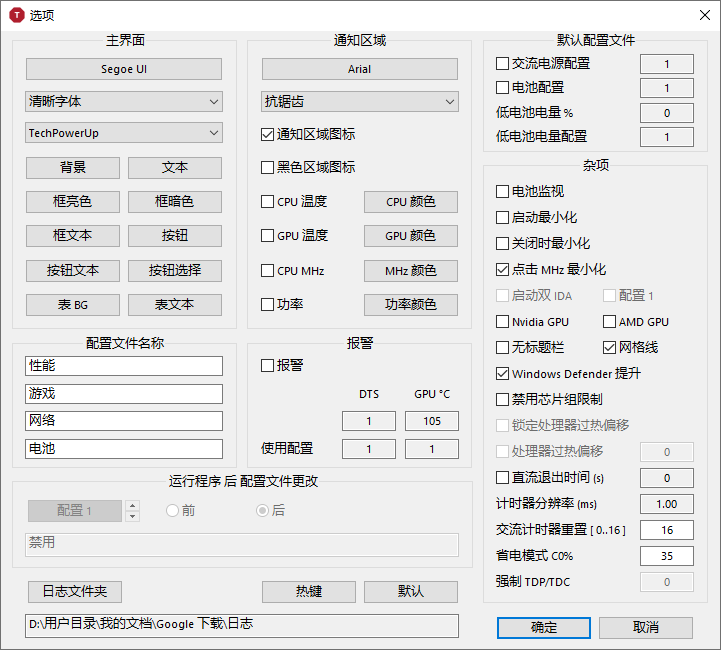 T 选项
主界面
Segoe UI
清晰字体
TechPowerUp
背景 文本
框亮色 框暗色
框文本 按钮
按钮文本 按钮选择
表 BG 表文本
通知区域
Arial
抗锯齿
通知区域图标
黑色区域图标
CPU 温度 CPU 颜色
GPU 温度 GPU 颜色
CPU MHz MHz 颜色
功率 功率颜色
默认配置文件
交流电源配置 1
电池配置 1
低电池电量 % 0
低电池电量配置 1
杂项
电池监视
启动最小化
关闭时最小化
点击 MHz 最小化
启动双 IDA 配置 1
Nvidia GPU AMD GPU
无标题栏 网格线
Windows Defender 提升
禁用芯片组限制
锁定处理器过热偏移
处理器过热偏移 0
直流退出时间 (s) 0
计时器分辨率 (ms) 1.00
交流计时器重置 [ 0..16 ] 16
省电模式 C0% 35
强制 TDP/TDC 0
配置文件名称
性能
游戏
网络
电池
报警
报警
DTS GPU °C
1 105
使用配置 1 1
运行程序 后 配置文件更改
配置 1 前 后
禁用
日志文件夹 热键 默认
D:\用户目录\我的文档\Google 下载\日志
确定 取消